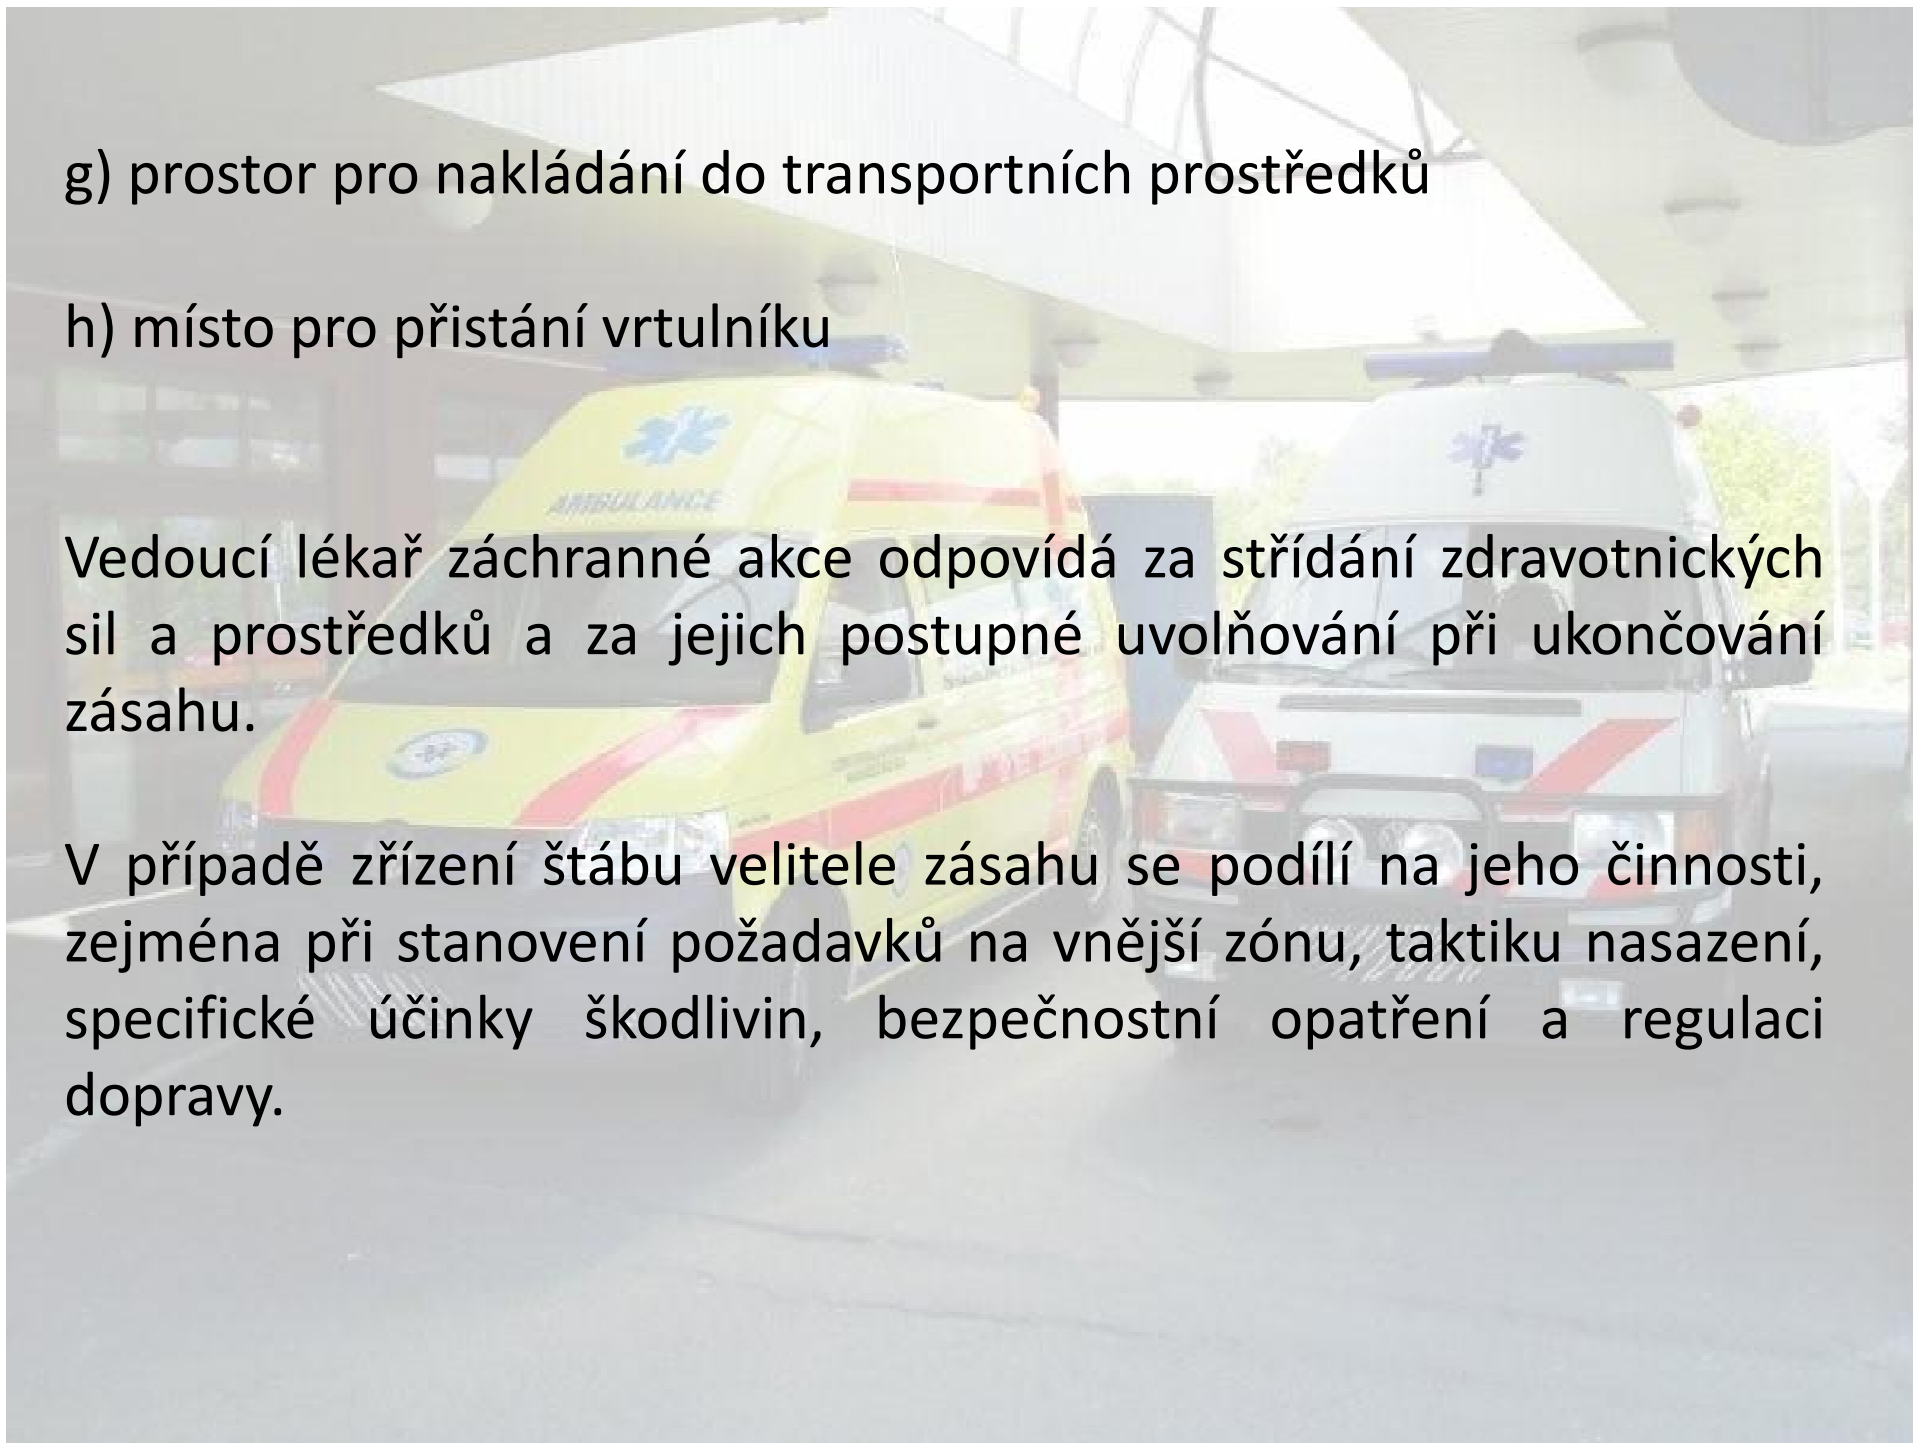 g) prostor pro nakládání do transportních prostředků
h) místo pro přistání vrtulníku
AMBULANCE
Vedoucí lékař záchranné akce odpovídá za střídání zdravotnických
sil a prostředků a za jejich postupné uvolňování při ukončování
zásahu.
V případě zřízení štábu velitele zásahu se podílí na jeho činnosti,
zejména při stanovení požadavků na vnější zónu, taktiku nasazení,
specifické účinky škodlivin, bezpečnostní opatření a regulaci
dopravy.